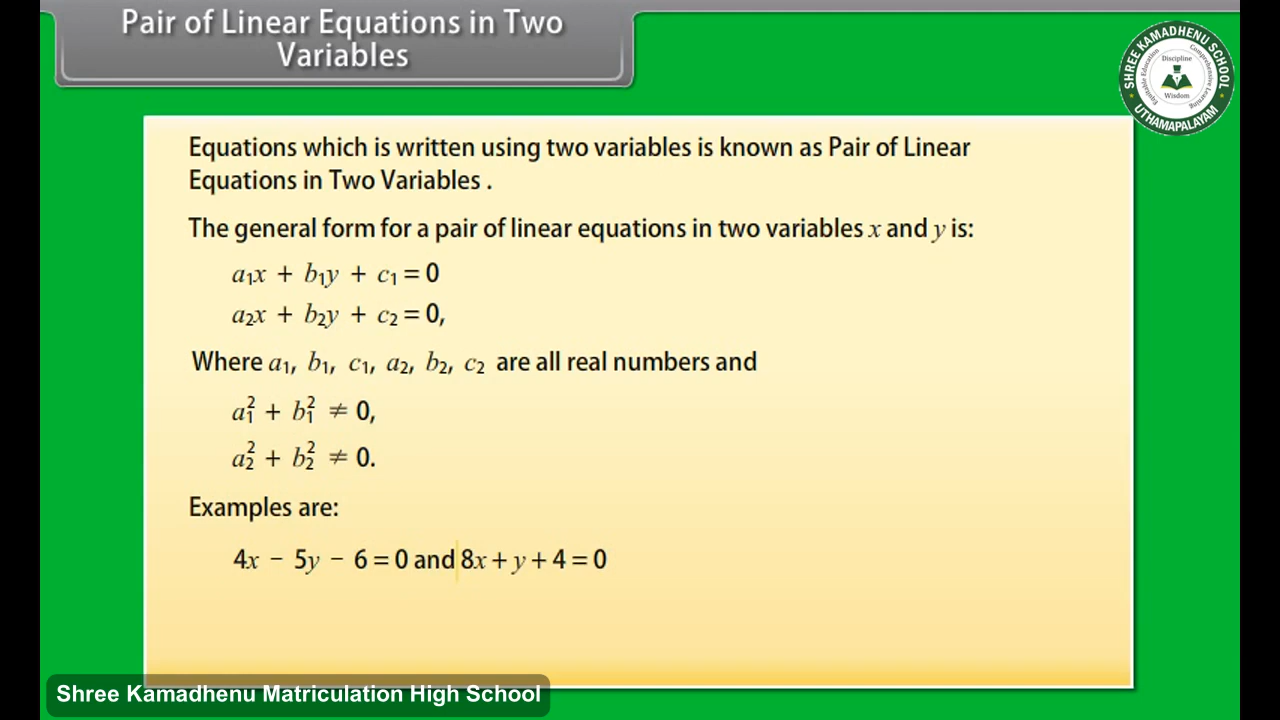 Pair of Linear Equations in Two
Variables
SHREE KAMADHENU SCHOOL
Equitable Education
Discipline
Comprehensive Learning
Wisdom
UTHAMAPALAYAM
Equations which is written using two variables is known as Pair of Linear
Equations in Two Variables .
The general form for a pair of linear equations in two variables x and y is:
a₁x + b₁y + c₁ = 0
a₂x + b₂y + c₂ = 0,
Where a₁, b₁, c₁, a₂, b₂, c₂ are all real numbers and
a₁² + b₁² ≠ 0,
a₂² + b₂² ≠ 0.
Examples are:
4x − 5y − 6 = 0 and 8x + y + 4 = 0
Shree Kamadhenu Matriculation High School